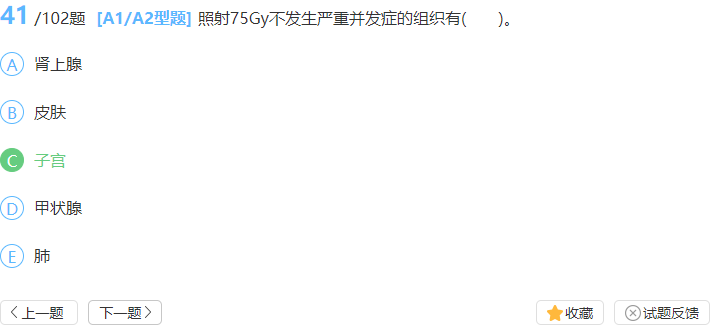 41 /102题 [A1/A2型题] 照射75Gy不发生严重并发症的组织有(　　)。
A 肾上腺
B 皮肤
C 子宫
D 甲状腺
E 肺
上一题 下一题 收藏 试题反馈